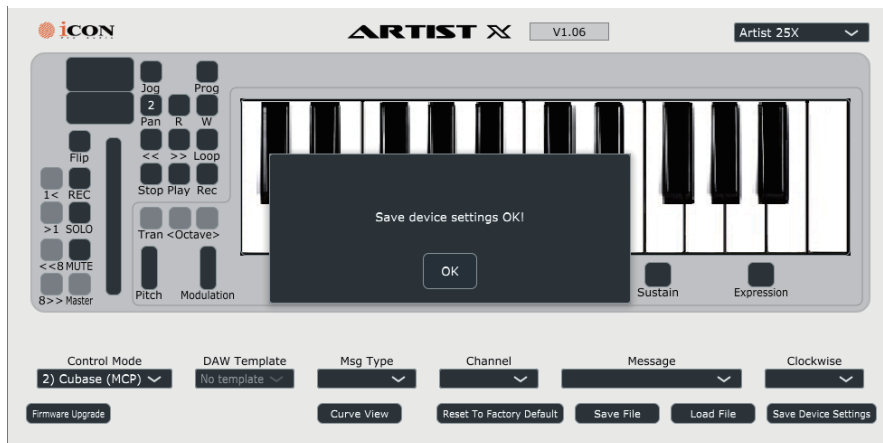 icon
ARTIST X
V1.06
Artist 25X
Jog
Prog
2
Pan
R
W
Flip
<<
>>
Loop
1<
REC
Stop
Play
Rec
>1
SOLO
Tran
<Octave>
<<8
MUTE
8>>
Master
Pitch
Modulation
Save device settings OK!
OK
Sustain
Expression
Control Mode
DAW Template
Msg Type
Channel
Message
Clockwise
2) Cubase (MCP)
No template
Firmware Upgrade
Curve View
Reset To Factory Default
Save File
Load File
Save Device Settings